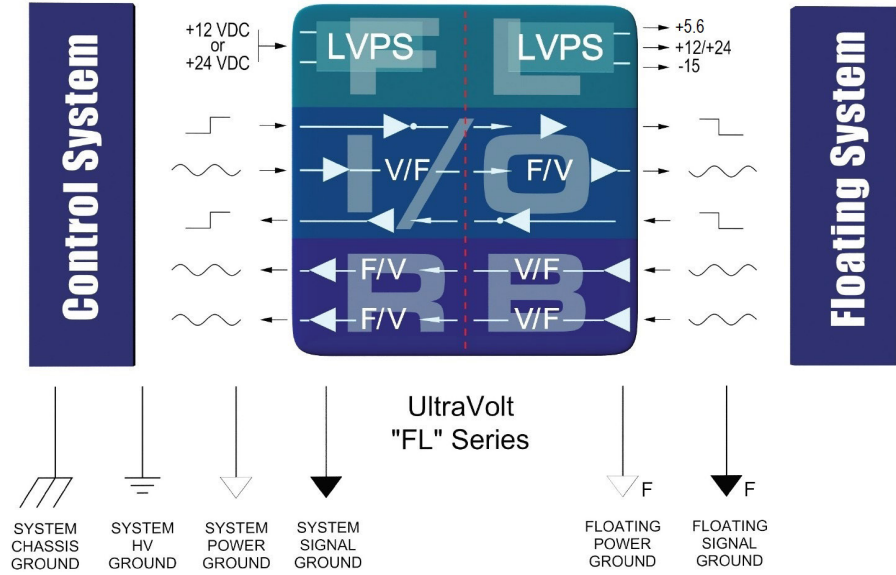 Control System
+12 VDC
or
+24 VDC
LVPS
LVPS
FL
+5.6
+12/+24
-15
I/O
V/F
F/V
RB
F/V
V/F
F/V
V/F
Floating System
UltraVolt
"FL" Series
SYSTEM
CHASSIS
GROUND
SYSTEM
HV
GROUND
SYSTEM
POWER
GROUND
SYSTEM
SIGNAL
GROUND
F
FLOATING
POWER
GROUND
F
FLOATING
SIGNAL
GROUND